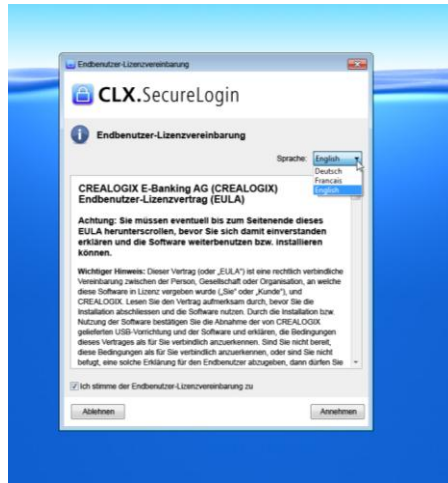 Endbenutzer-Lizenzvereinbarung
CLX.SecureLogin
Endbenutzer-Lizenzvereinbarung
Sprache: English
Deutsch
Francais
English
CREALOGIX E-Banking AG (CREALOGIX)
Endbenutzer-Lizenzvertrag (EULA)
Achtung: Sie müssen eventuell bis zum Seitenende dieses
EULA herunterscrollen, bevor Sie sich damit einverstanden
erklären und die Software weiterbenutzen bzw. installieren
können.
Wichtiger Hinweis: Dieser Vertrag (oder „EULA") ist eine rechtlich verbindliche
Vereinbarung zwischen der Person, Gesellschaft oder Organisation, an welche
diese Software in Lizenz vergeben wurde („Sie" oder „Kunde"), und
CREALOGIX. Lesen Sie den Vertrag aufmerksam durch, bevor Sie die
Installation abschliessen und die Software nutzen. Durch die Installation bzw.
Nutzung der Software bestätigen Sie die Abnahme der von CREALOGIX
gelieferten USB-Vorrichtung und der Software und erklären, die Bedingungen
dieses Vertrages als für Sie verbindlich anzuerkennen. Sind Sie nicht bereit,
diese Bedingungen als für Sie verbindlich anzuerkennen, oder sind Sie nicht
befugt, eine solche Erklärung für den Endbenutzer abzugeben, dann dürfen Sie
Ich stimme der Endbenutzer-Lizenzvereinbarung zu
Ablehnen
Annehmen